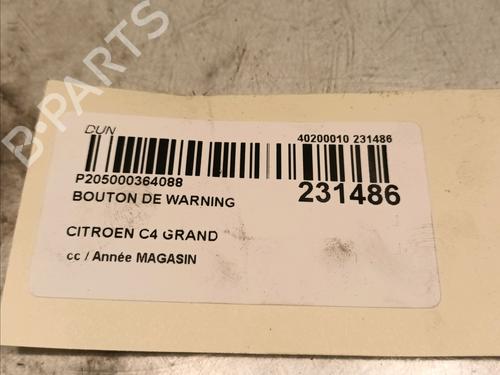 DUN
40200010 231486
P205000364088
231486
BOUTON DE WARNING
CITROEN C4 GRAND
cc / Année MAGASIN
B-PARTS